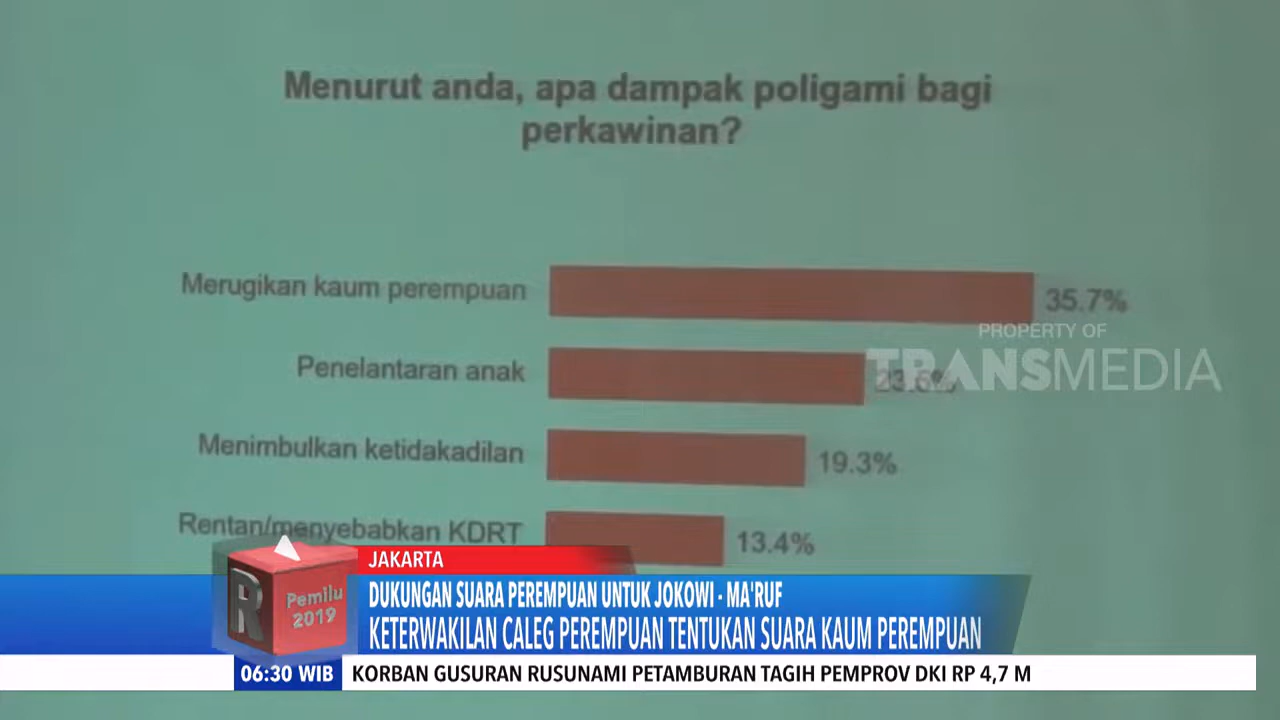 Menurut anda, apa dampak poligami bagi
perkawinan?
Merugikan kaum perempuan 35.7%
PROPERTY OF
TRANSMEDIA
Penelantaran anak
Menimbulkan ketidakadilan 19.3%
Rentan/menyebabkan KDRT 13.4%
R Pemilu
2019
JAKARTA
DUKUNGAN SUARA PEREMPUAN UNTUK JOKOWI - MA'RUF
KETERWAKILAN CALEG PEREMPUAN TENTUKAN SUARA KAUM PEREMPUAN
06:30 WIB KORBAN GUSURAN RUSUNAMI PETAMBURAN TAGIH PEMPROV DKI RP 4,7 M